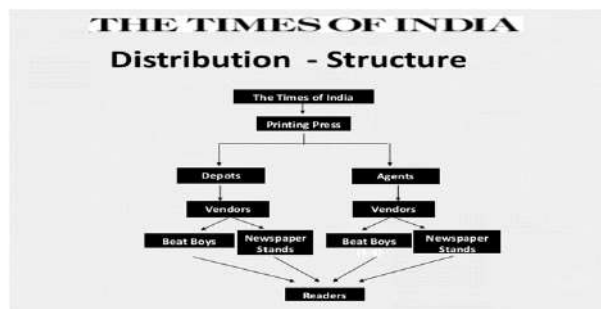 THE TIMES OF INDIA
Distribution - Structure
The Times of India
Printing Press
Depots
Agents
Vendors
Vendors
Beat Boys
Newspaper
Stands
Beat Boys
Newspaper
Stands
Readers